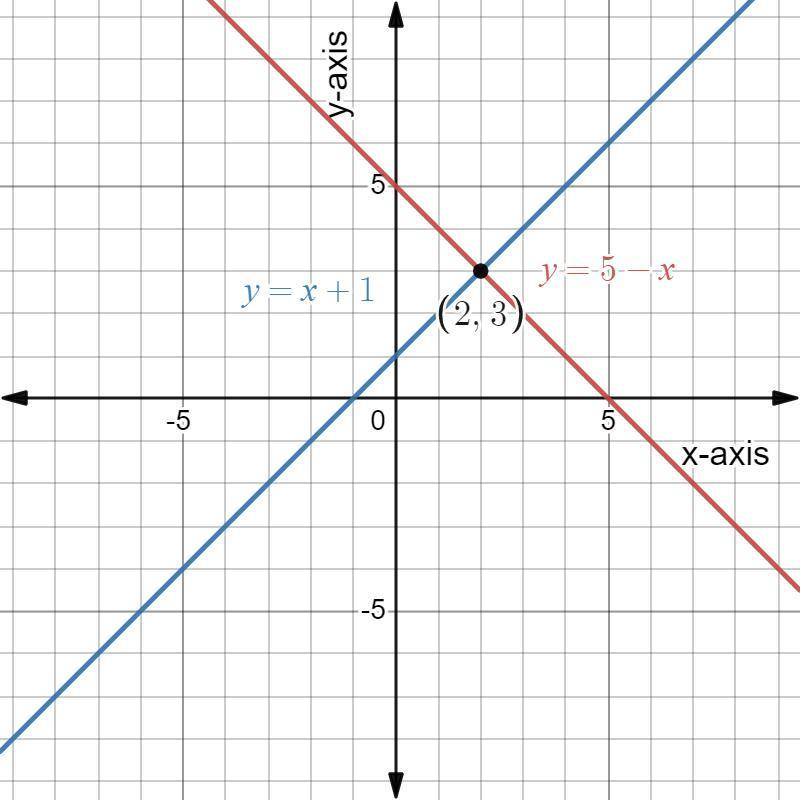 y-axis
5
y = x + 1
y = 5 − x
(2, 3)
-5
0
5
x-axis
-5